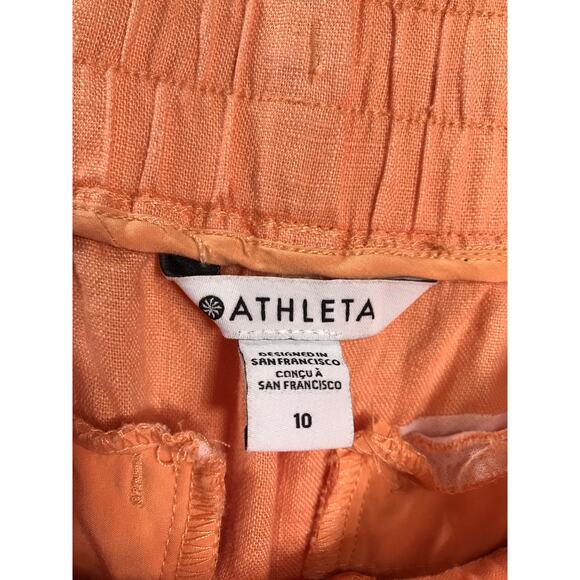 ATHLETA
DESIGNED IN
SAN FRANCISCO
CONÇU À
SAN FRANCISCO
10